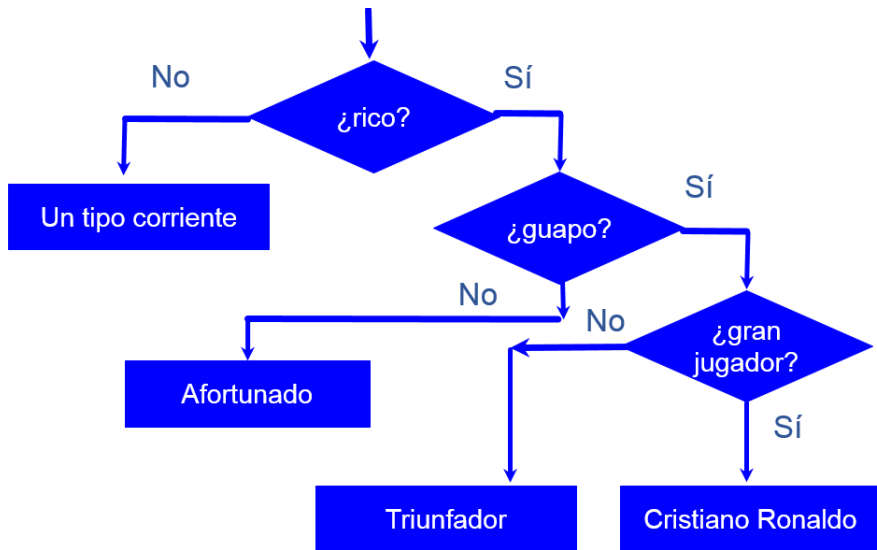 No
Sí
¿rico?
Un tipo corriente
Sí
¿guapo?
No
No
¿gran
jugador?
Afortunado
Sí
Triunfador
Cristiano Ronaldo